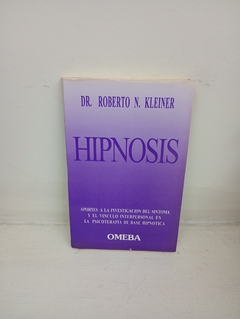 DR. ROBERTO N. KLEINER
HIPNOSIS
APORTES A LA INVESTIGACION DEL SINTOMA
Y EL VINCULO INTERPERSONAL EN
LA PSICOTERAPIA DE BASE HIPNOTICA
OMEBA